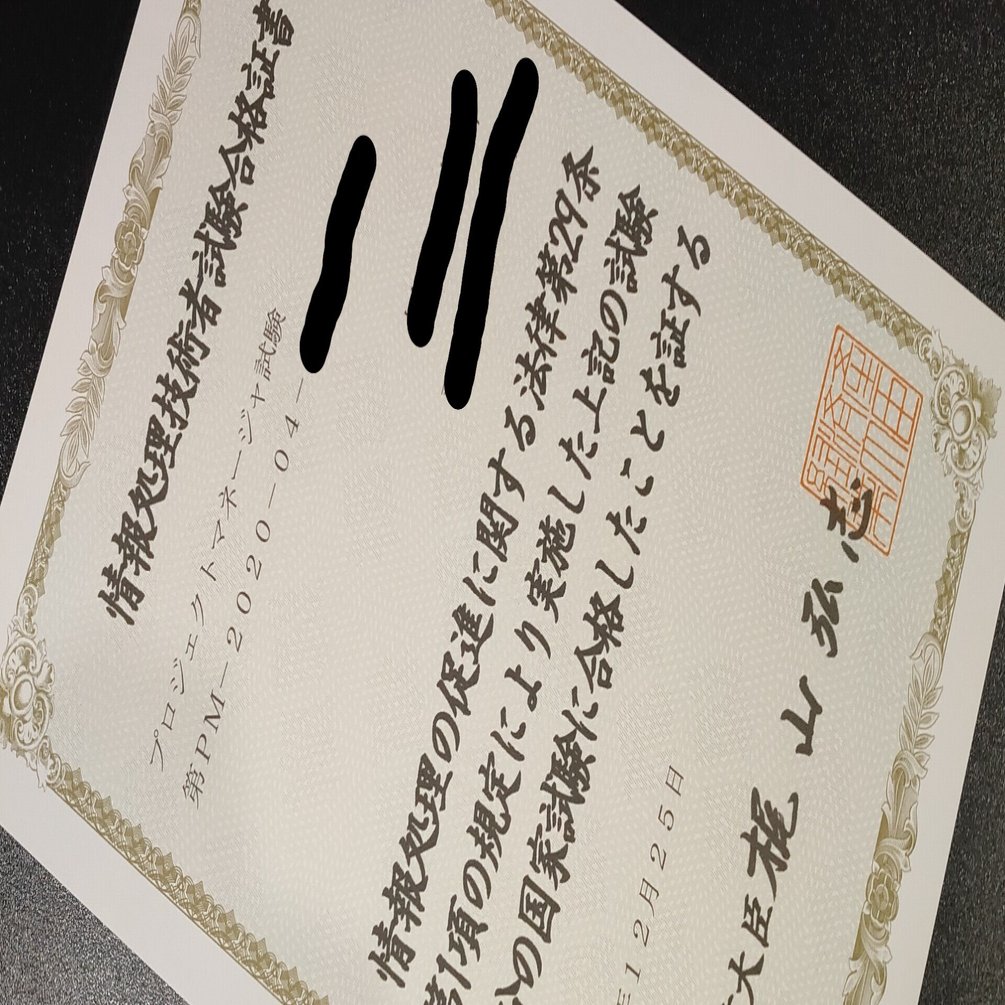 情報処理技術者試験合格証書
プロジェクトマネージャ試験
第PM-2020-04-
情報処理の促進に関する法律第29条
第1項の規定により実施した上記の試験
の国家試験に合格したことを証する
年12月25日
大臣 梶山弘志